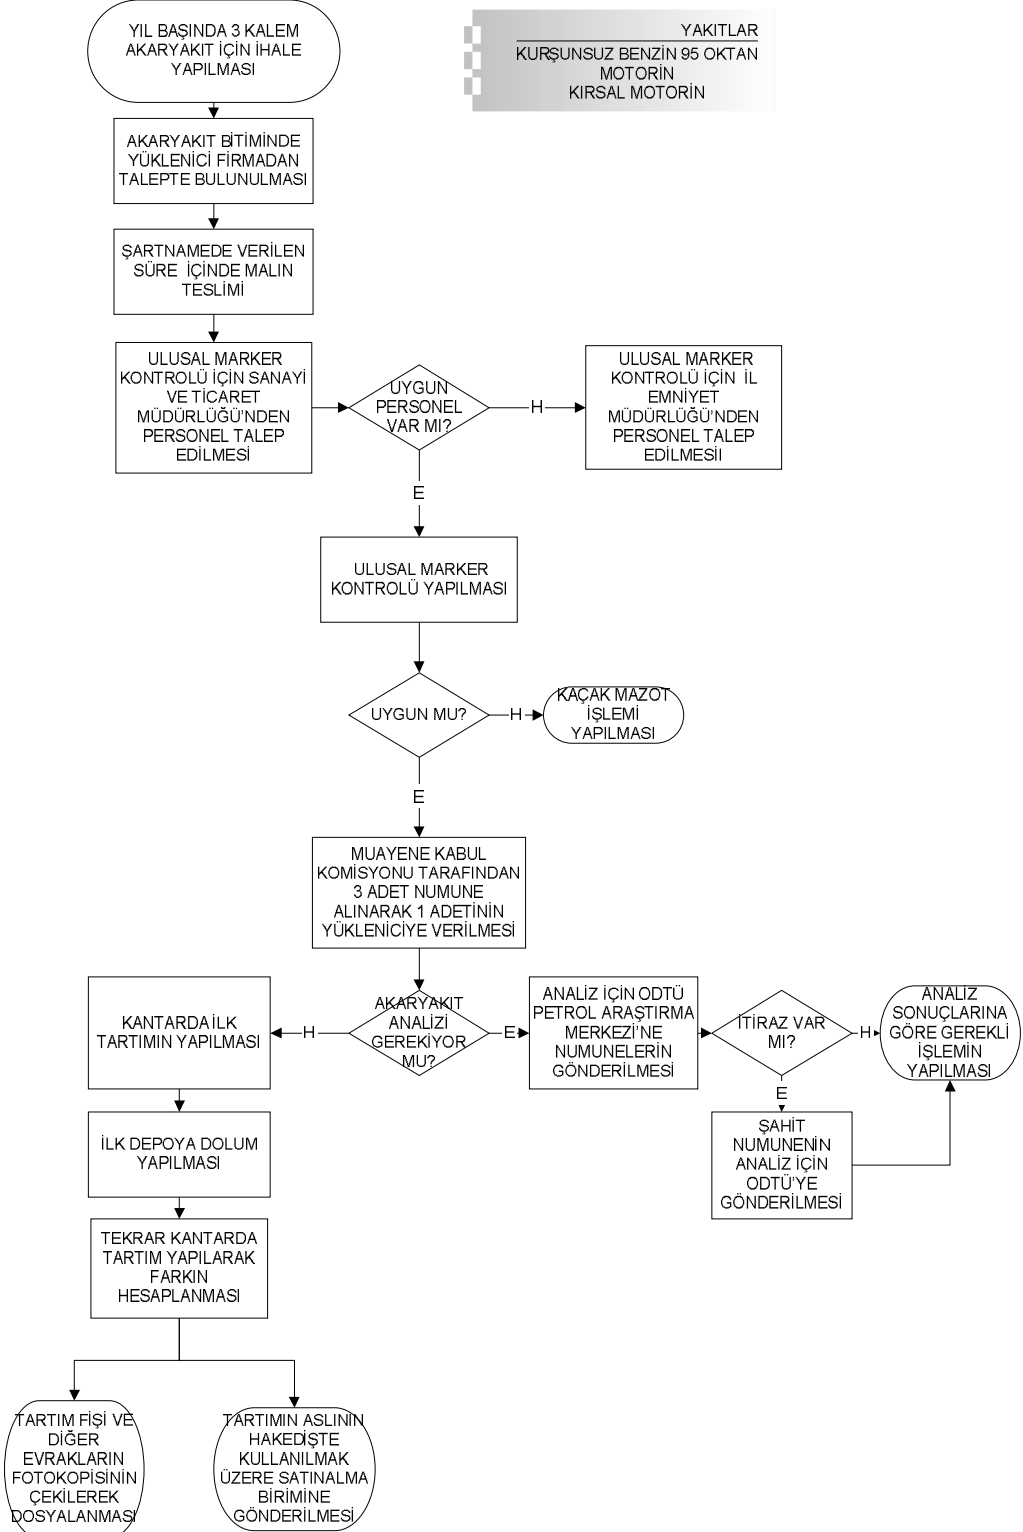 YIL BAŞINDA 3 KALEM
AKARYAKIT İÇİN İHALE
YAPILMASI
YAKITLAR
KURŞUNSUZ BENZİN 95 OKTAN
MOTORİN
KIRSAL MOTORİN
AKARYAKIT BİTİMİNDE
YÜKLENİCİ FİRMADAN
TALEPTE BULUNULMASI
ŞARTNAMEDE VERİLEN
SÜRE İÇİNDE MALIN
TESLİMİ
ULUSAL MARKER
KONTROLÜ İÇİN SANAYİ
VE TİCARET
MÜDÜRLÜĞÜ'NDEN
PERSONEL TALEP
EDİLMESİ
UYGUN
PERSONEL
VAR MI?
H
ULUSAL MARKER
KONTROLÜ İÇİN İL
EMNİYET
MÜDÜRLÜĞÜ'NDEN
PERSONEL TALEP
EDİLMESİI
E
ULUSAL MARKER
KONTROLÜ YAPILMASI
UYGUN MU?
H
KAÇAK MAZOT
İŞLEMİ
YAPILMASI
E
MUAYENE KABUL
KOMİSYONU TARAFINDAN
3 ADET NUMUNE
ALINARAK 1 ADETİNİN
YÜKLENİCİYE VERİLMESİ
KANTARDA İLK
TARTIMIN YAPILMASI
H
AKARYAKIT
ANALİZİ
GEREKİYOR
MU?
E
ANALİZ İÇİN ODTÜ
PETROL ARAŞTIRMA
MERKEZİ'NE
NUMUNELERİN
GÖNDERİLMESİ
İTİRAZ VAR
MI?
H
ANALİZ
SONUÇLARINA
GÖRE GEREKLİ
İŞLEMİN
YAPILMASI
E
ŞAHİT
NUMUNENİN
ANALİZ İÇİN
ODTÜ'YE
GÖNDERİLMESİ
İLK DEPOYA DOLUM
YAPILMASI
TEKRAR KANTARDA
TARTIM YAPILARAK
FARKIN
HESAPLANMASI
TARTIM FİŞİ VE
DİĞER
EVRAKLARIN
FOTOKOPİSİNİN
ÇEKİLEREK
DOSYALANMASI
TARTIMIN ASLININ
HAKEDİŞTE
KULLANILMAK
ÜZERE SATINALMA
BİRİMİNE
GÖNDERİLMESİ